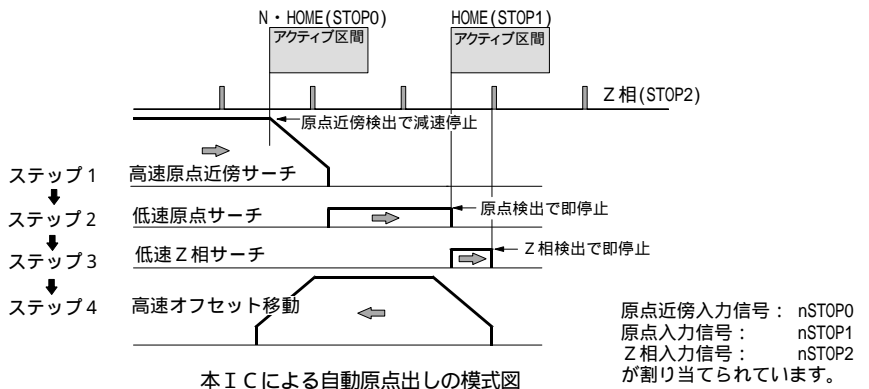 N・HOME(STOP0)
アクティブ区間
HOME(STOP1)
アクティブ区間
Z相(STOP2)
原点近傍検出で減速停止
ステップ1
高速原点近傍サーチ
ステップ2
低速原点サーチ
原点検出で即停止
ステップ3
低速Z相サーチ
Z相検出で即停止
ステップ4
高速オフセット移動
原点近傍入力信号： nSTOP0
原点入力信号： nSTOP1
Z相入力信号： nSTOP2
が割り当てられています。
本ＩＣによる自動原点出しの模式図